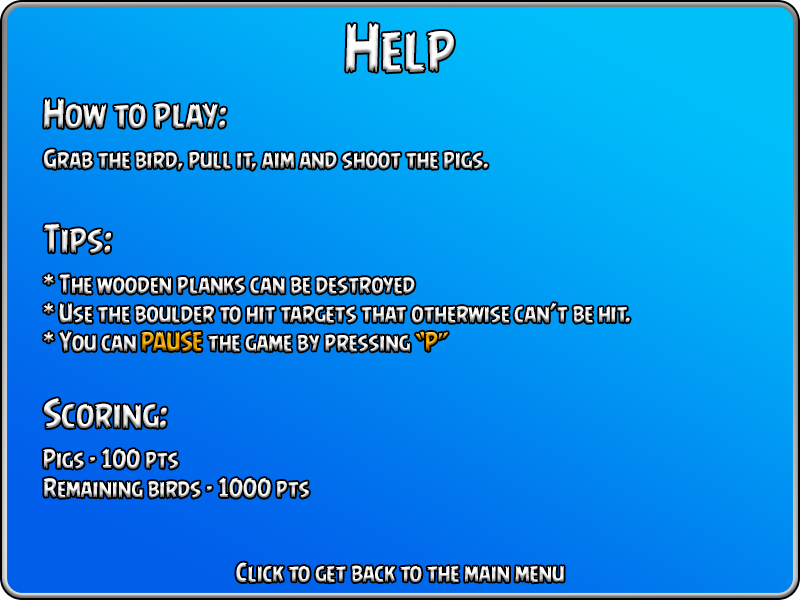 Help
How to play:
Grab the bird, pull it, aim and shoot the pigs.
Tips:
* The wooden planks can be destroyed
* Use the boulder to hit targets that otherwise can't be hit.
* You can pause the game by pressing "P"
Scoring:
Pigs - 100 pts
Remaining birds - 1000 pts
Click to get back to the main menu